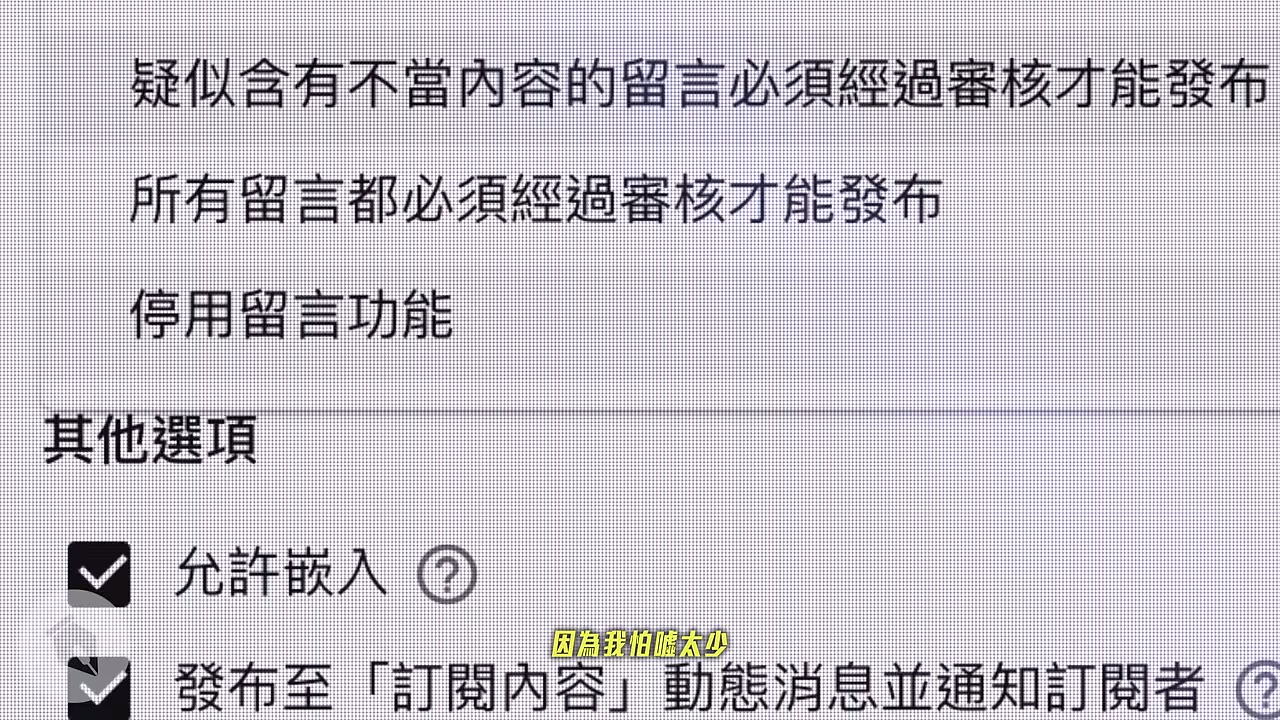 疑似含有不當內容的留言必須經過審核才能發布
所有留言都必須經過審核才能發布
停用留言功能
其他選項
允許嵌入
因為我怕噓太少
發布至「訂閱內容」動態消息並通知訂閱者